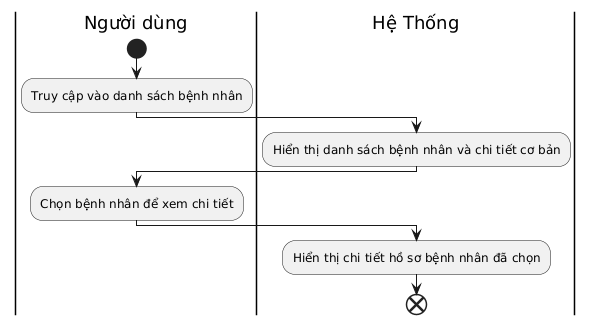 Người dùng
Hệ Thống
Truy cập vào danh sách bệnh nhân
Hiển thị danh sách bệnh nhân và chi tiết cơ bản
Chọn bệnh nhân để xem chi tiết
Hiển thị chi tiết hồ sơ bệnh nhân đã chọn